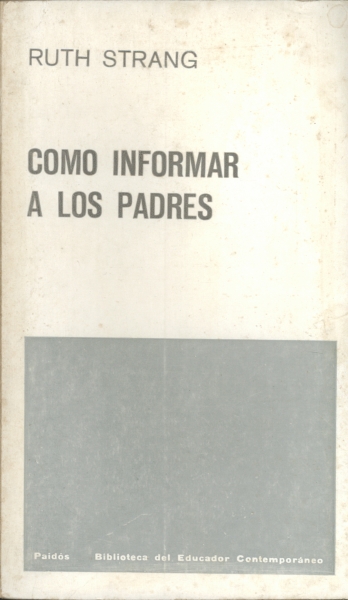 RUTH STRANG
COMO INFORMAR
A LOS PADRES
Paidós Biblioteca del Educador Contemporáneo